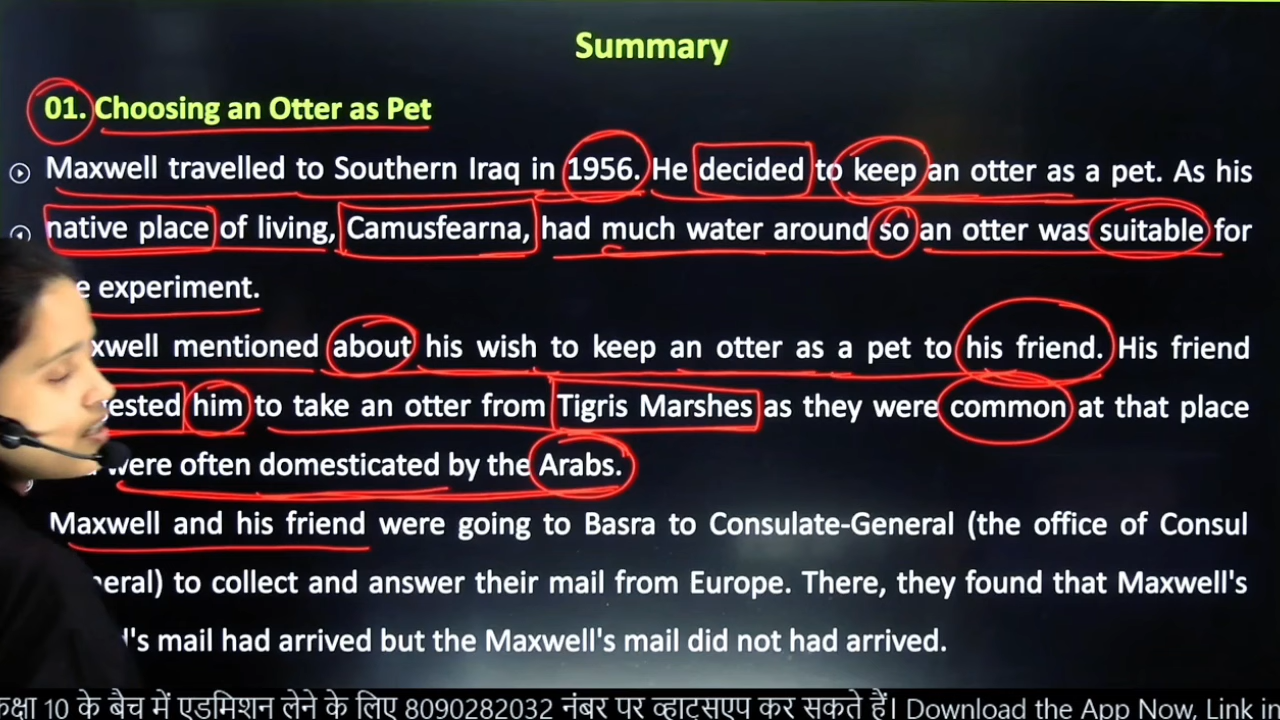 Summary
01. Choosing an Otter as Pet
Maxwell travelled to Southern Iraq in 1956. He decided to keep an otter as a pet. As his
native place of living, Camusfearna, had much water around so an otter was suitable for
experiment.
mentioned about his wish to keep an otter as a pet to his friend. His friend
him to take an otter from Tigris Marshes as they were common at that place
were often domesticated by the Arabs.
Maxwell and his friend were going to Basra to Consulate-General (the office of Consul
to collect and answer their mail from Europe. There, they found that Maxwell's
mail had arrived but the Maxwell's mail did not had arrived.
कक्षा 10 के बैच में एडमिशन लेने के लिए 8090282032 नंबर पर व्हाट्सएप कर सकते हैं। Download the App Now, Link in